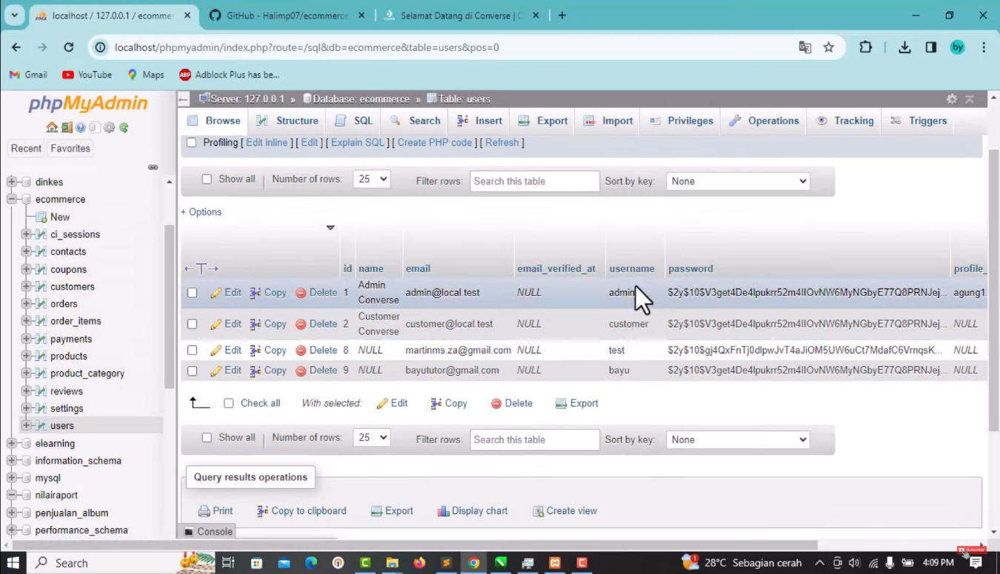 localhost / 127.0.0.1 / ecommer
GitHub - Halimp07/ecommerce
Selamat Datang di Converse | C
localhost/phpmyadmin/index.php?route=/sql&db=ecommerce&table=users&pos=0
by
Gmail
YouTube
Maps
ABP
Adblock Plus has be...
phpMyAdmin
Recent
Favorites
dinkes
ecommerce
New
ci_sessions
contacts
coupons
customers
orders
order_items
payments
products
product_category
reviews
settings
users
elearning
information_schema
mysql
nilairaport
penjualan_album
performance_schema
Server: 127.0.0.1 » Database: ecommerce » Table: users
Browse Structure SQL Search Insert Export Import Privileges Operations Tracking Triggers
Profiling [ Edit inline ] [ Edit ] [ Explain SQL ] [ Create PHP code ] [ Refresh ]
Show all Number of rows: 25 Filter rows: Search this table Sort by key: None
+ Options
←T→ id name email email_verified_at username password profile_
Edit Copy Delete 1 Admin Converse admin@local.test NULL admin $2y$10$V3get4De4lpukrr52m4IIOvNW6MyNGbyE77Q8PRNJej... agung1.
Edit Copy Delete 2 Customer Converse customer@local.test NULL customer $2y$10$V3get4De4lpukrr52m4IIOvNW6MyNGbyE77Q8PRNJej... NULL
Edit Copy Delete 8 NULL martinms.za@gmail.com NULL test $2y$10$gj4QxFnTj0dlpwJvT4aJiOM5UW6uCt7MdafC6VrnqsK... NULL
Edit Copy Delete 9 NULL bayututor@gmail.com NULL bayu $2y$10$V3get4De4lpukrr52m4IIOvNW6MyNGbyE77Q8PRNJej... NULL
Check all With selected: Edit Copy Delete Export
Show all Number of rows: 25 Filter rows: Search this table Sort by key: None
Query results operations
Print Copy to clipboard Export Display chart Create view
Console
Subscribe
Search
1
28°C Sebagian cerah
4:09 PM